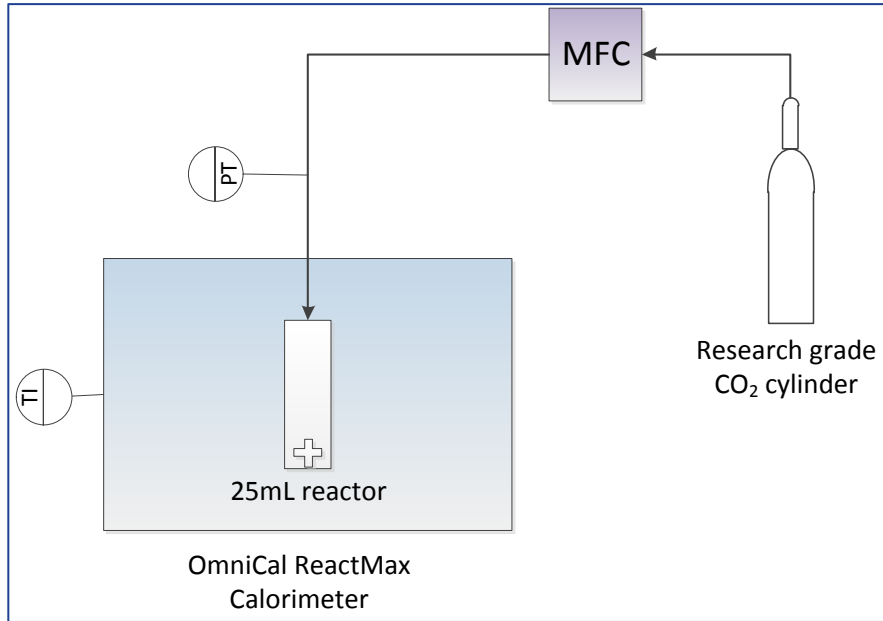 MFC
PT
Research grade
CO₂ cylinder
TI
25mL reactor
OmniCal ReactMax
Calorimeter